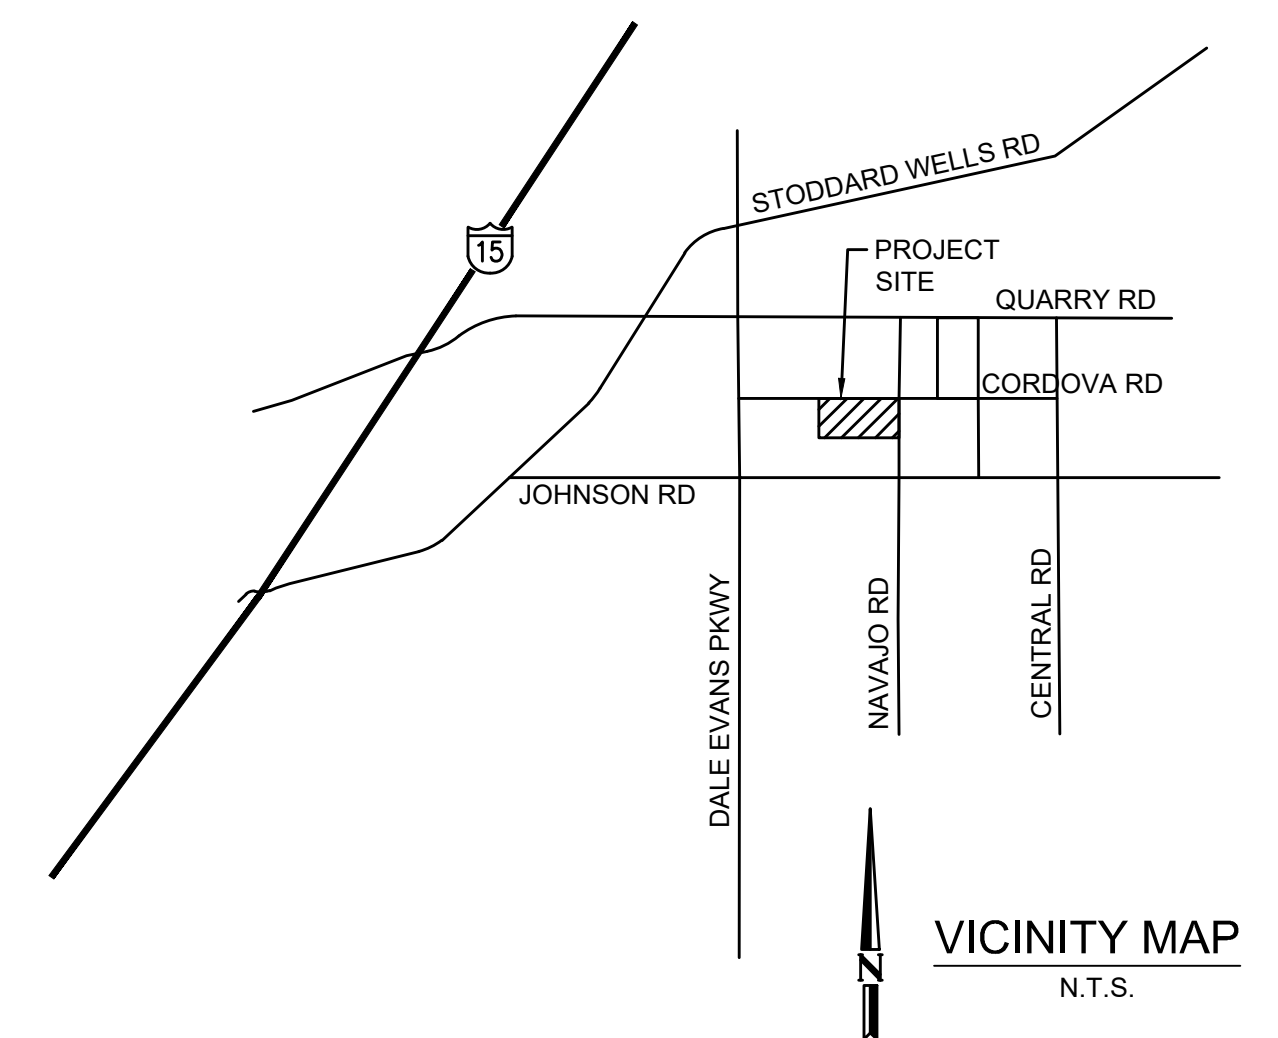 STODDARD WELLS RD
15
PROJECT
SITE
QUARRY RD
CORDOVA RD
JOHNSON RD
DALE EVANS PKWY
NAVAJO RD
CENTRAL RD
N
VICINITY MAP
N.T.S.